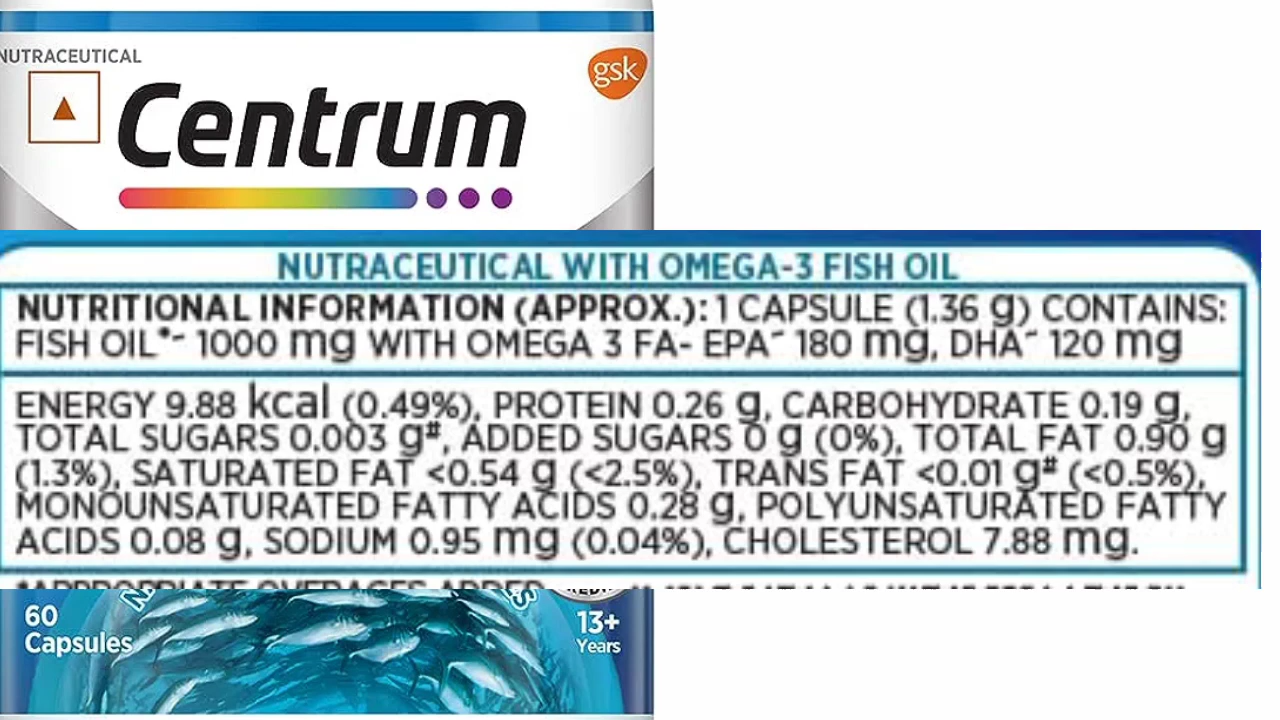 NUTRACEUTICAL
gsk
Centrum
NUTRACEUTICAL WITH OMEGA-3 FISH OIL
NUTRITIONAL INFORMATION (APPROX.): 1 CAPSULE (1.36 g) CONTAINS:
FISH OIL*~ 1000 mg WITH OMEGA 3 FA- EPA~ 180 mg, DHA~ 120 mg
ENERGY 9.88 kcal (0.49%), PROTEIN 0.26 g, CARBOHYDRATE 0.19 g,
TOTAL SUGARS 0.003 g#, ADDED SUGARS 0 g (0%), TOTAL FAT 0.90 g
(1.3%), SATURATED FAT <0.54 g (<2.5%), TRANS FAT <0.01 g# (<0.5%),
MONOUNSATURATED FATTY ACIDS 0.28 g, POLYUNSATURATED FATTY
ACIDS 0.08 g, SODIUM 0.95 mg (0.04%), CHOLESTEROL 7.88 mg.
*APPROPRIATE OVERAGES ADDED
60
Capsules
13+
Years